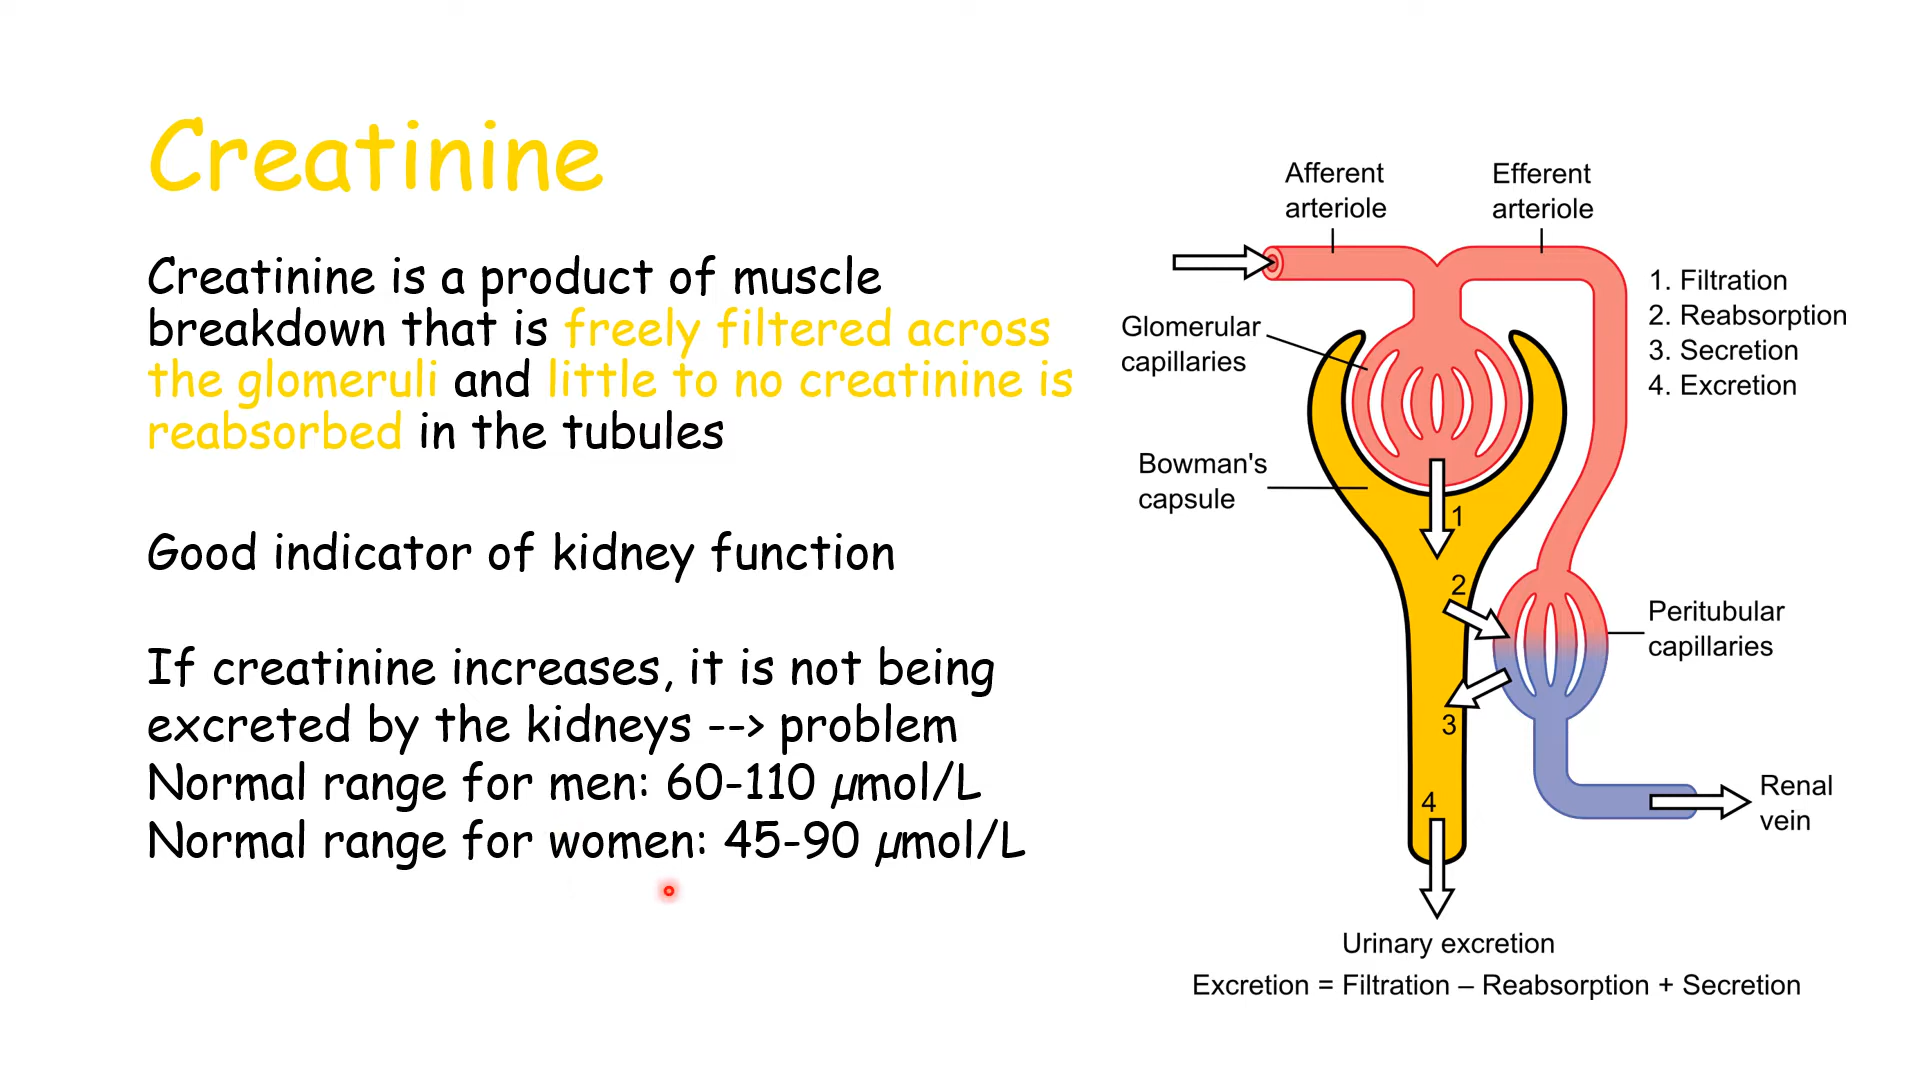 Creatinine
Creatinine is a product of muscle
breakdown that is freely filtered across
the glomeruli and little to no creatinine is
reabsorbed in the tubules
Good indicator of kidney function
If creatinine increases, it is not being
excreted by the kidneys --> problem
Normal range for men: 60-110 µmol/L
Normal range for women: 45-90 µmol/L
Afferent
arteriole
Efferent
arteriole
1. Filtration
2. Reabsorption
3. Secretion
4. Excretion
Glomerular
capillaries
Bowman's
capsule
1
2
Peritubular
capillaries
3
4
Renal
vein
Urinary excretion
Excretion = Filtration – Reabsorption + Secretion